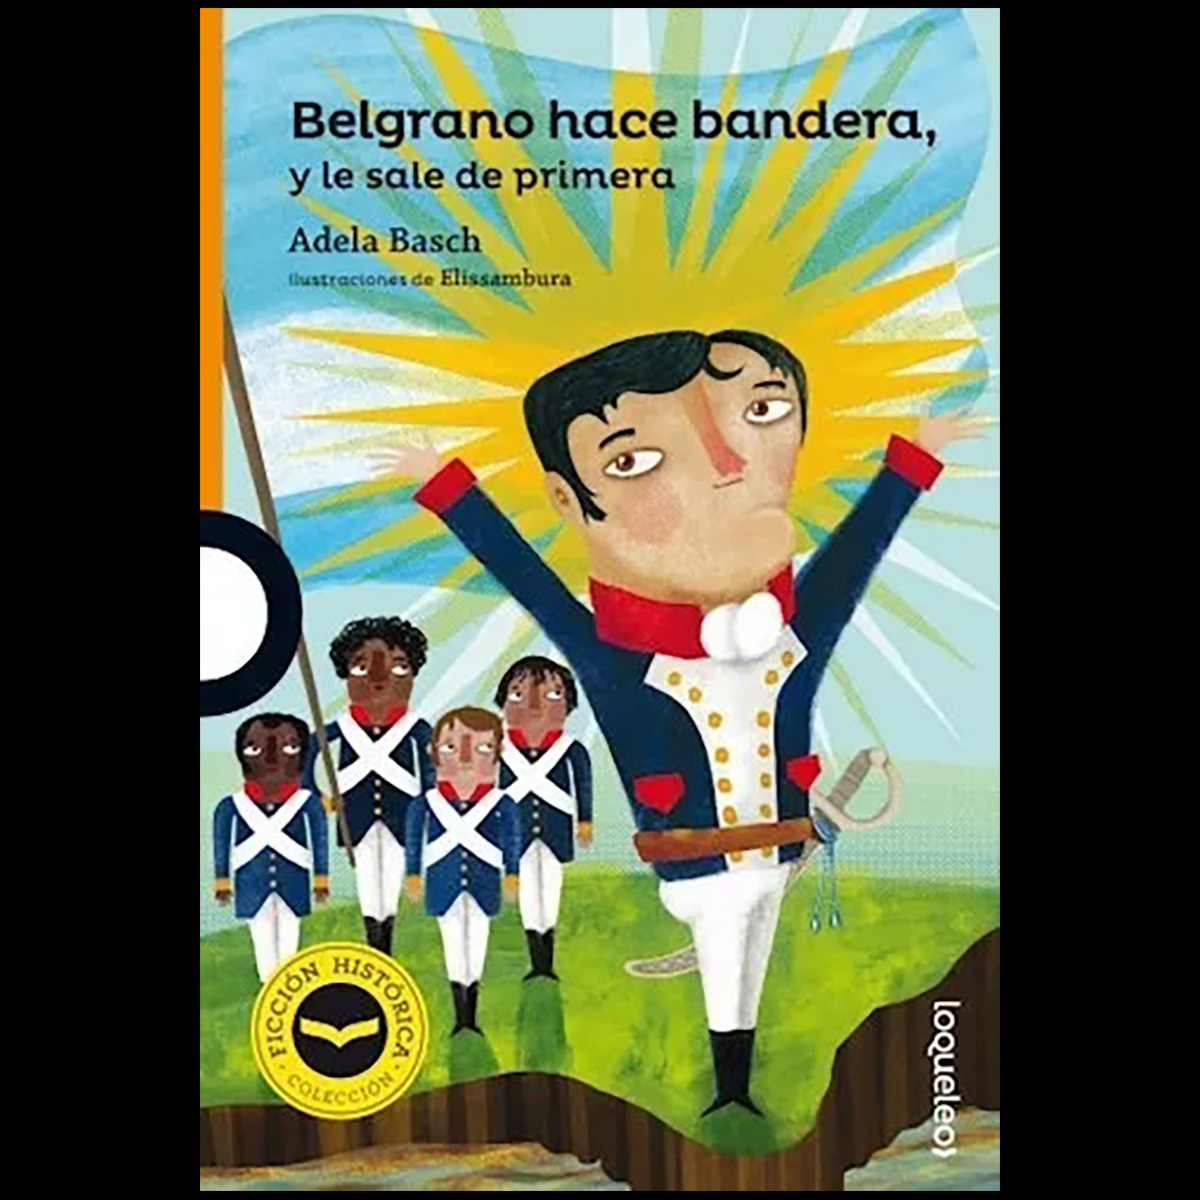 Belgrano hace bandera,
y le sale de primera
Adela Basch
Ilustraciones de Elissambura
· FICCIÓN HISTÓRICA ·
COLECCIÓN
loqueleo